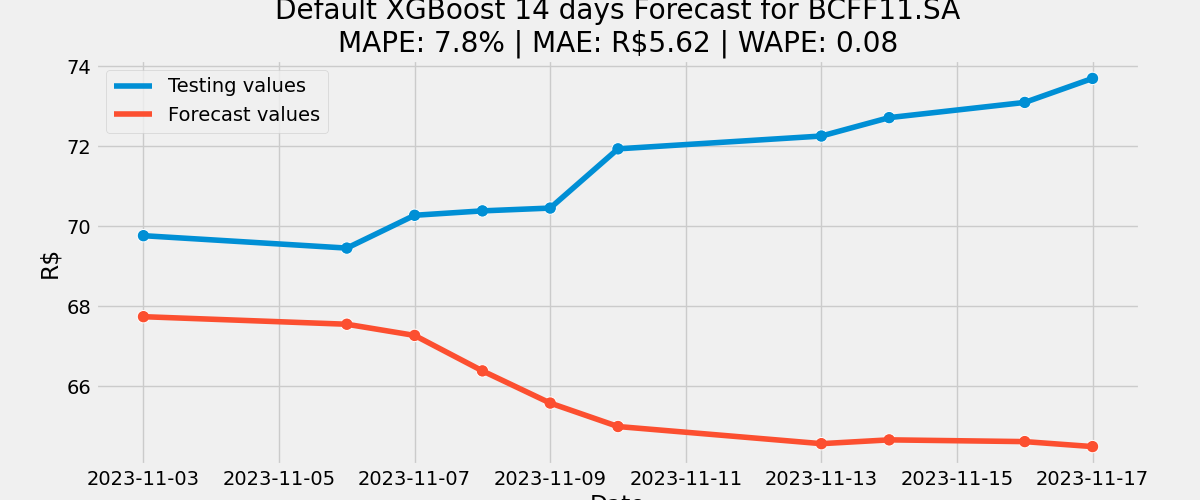 Default XGBoost 14 days Forecast for BCFF11.SA
MAPE: 7.8% | MAE: R$5.62 | WAPE: 0.08
Testing values
Forecast values
74
72
70
68
66
R$
2023-11-03 2023-11-05 2023-11-07 2023-11-09 2023-11-11 2023-11-13 2023-11-15 2023-11-17
Date